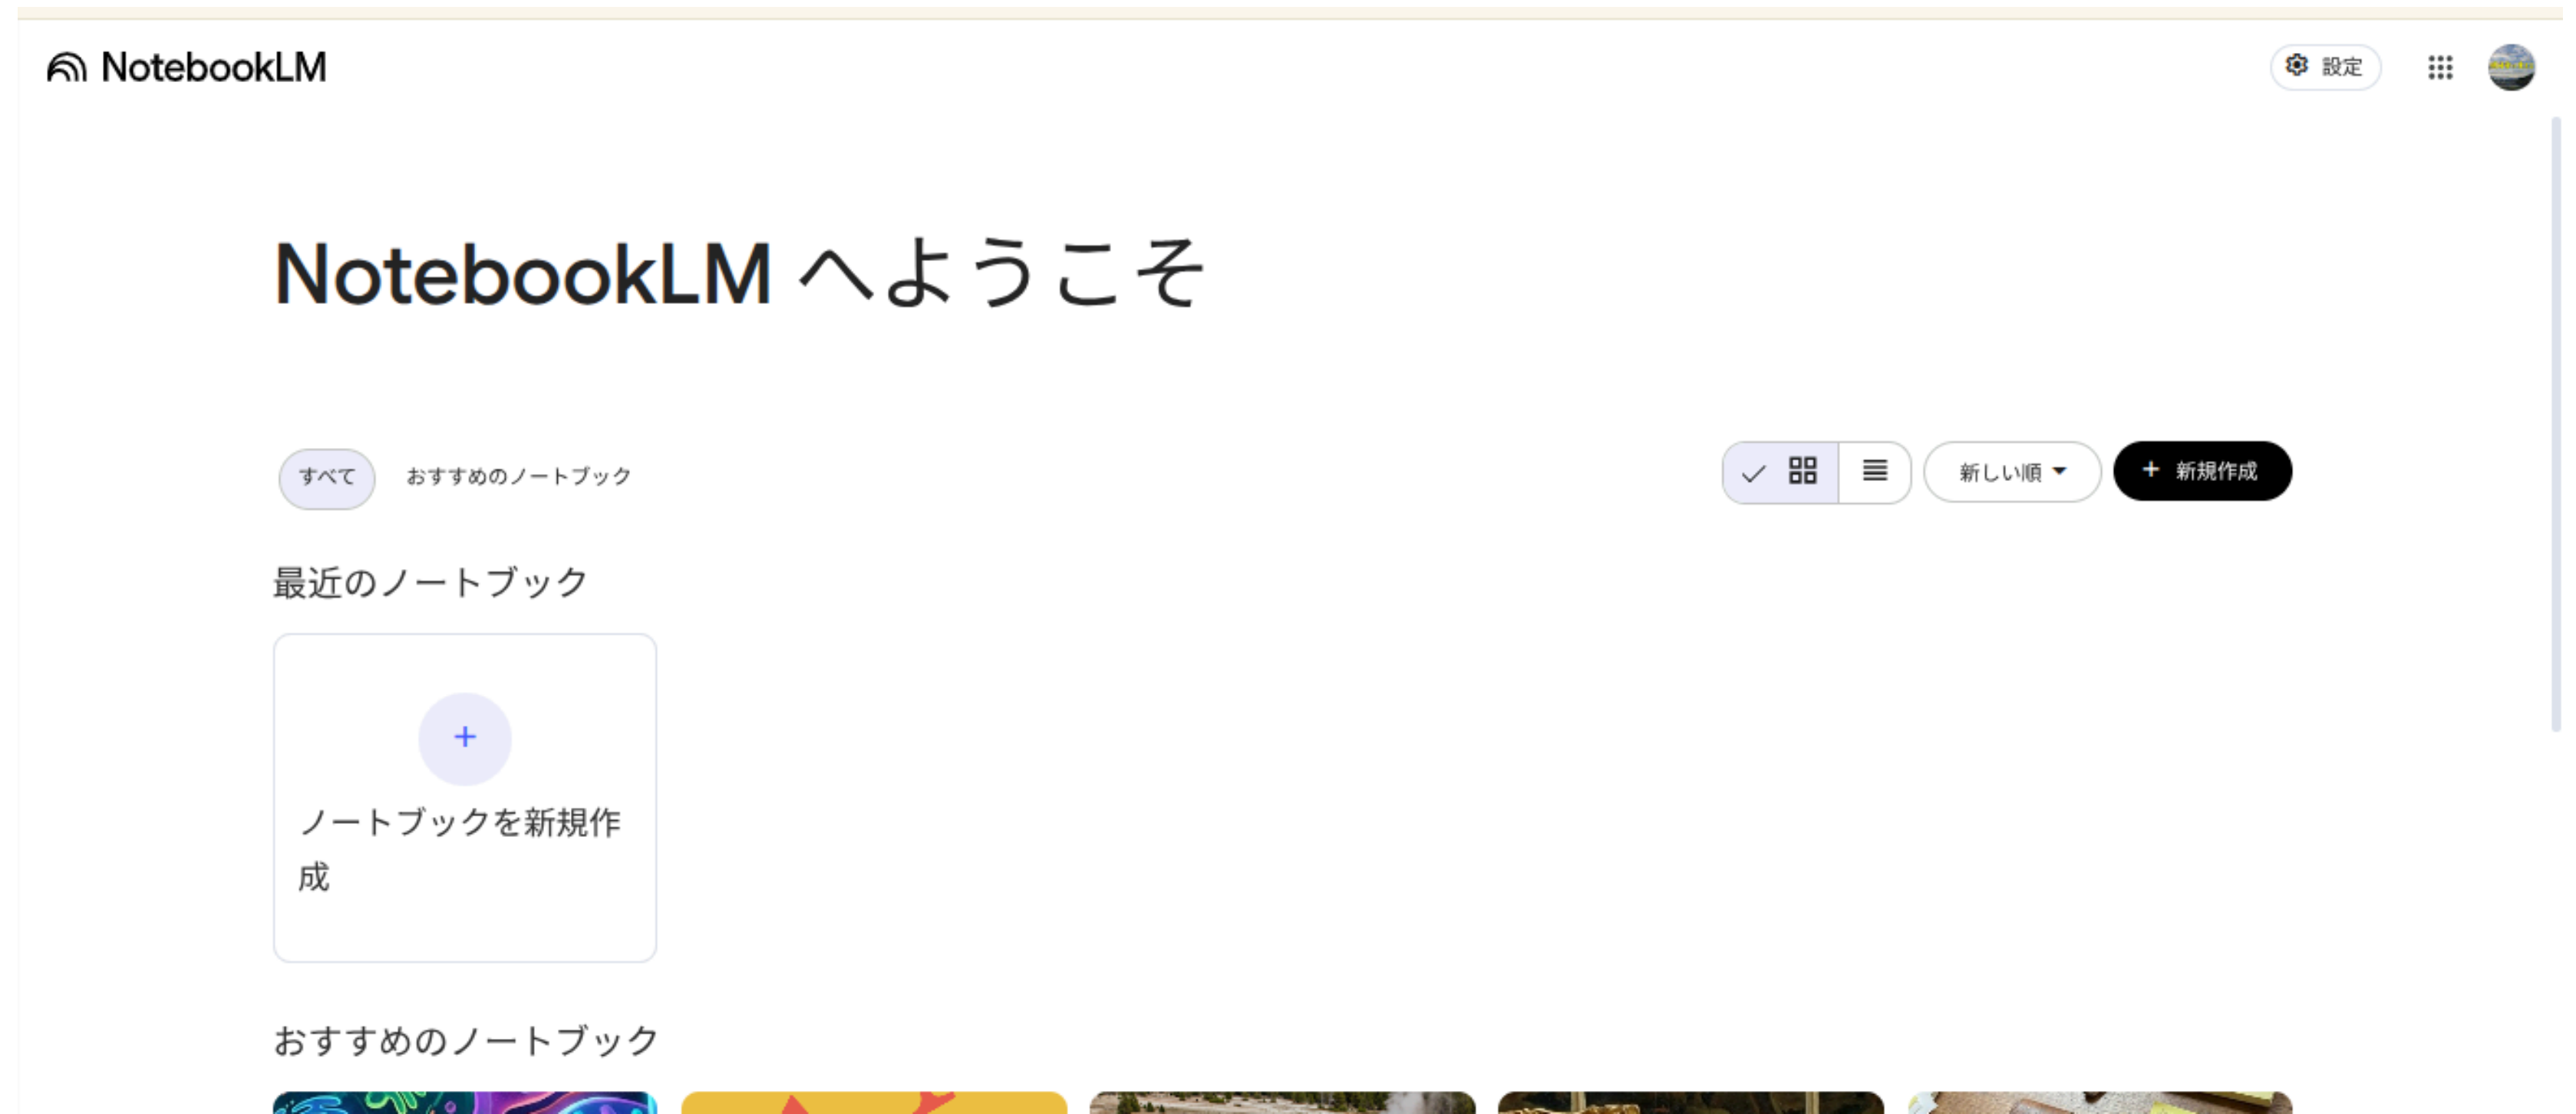 NotebookLM
設定
NotebookLM へようこそ
すべて
おすすめのノートブック
新しい順
+ 新規作成
最近のノートブック
+
ノートブックを新規作
成
おすすめのノートブック